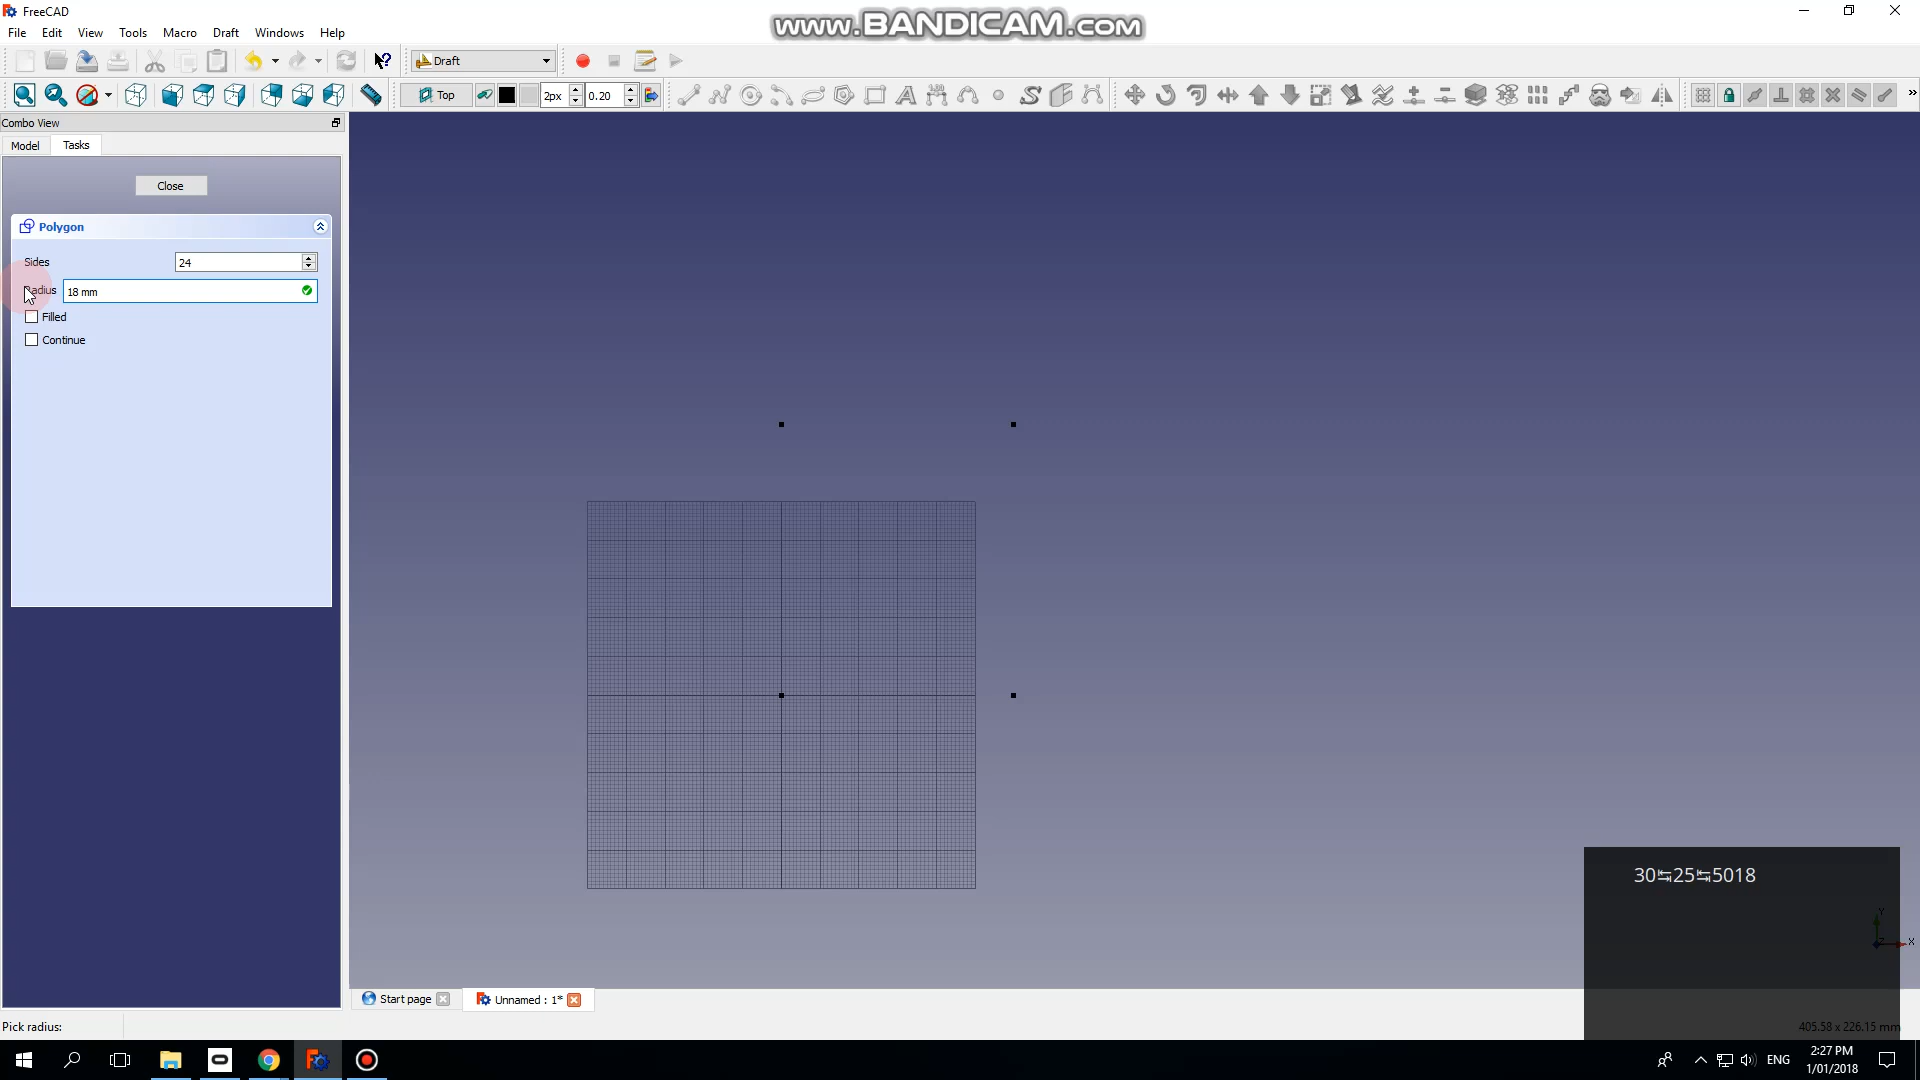 FreeCAD
www.BANDICAM.com
File Edit View Tools Macro Draft Windows Help
Draft
Top 2px 0.20
Combo View
Model Tasks
Close
Polygon
Sides 24
Radius 18 mm
Filled
Continue
30↹25↹5018
Y
Z X
Start page Unnamed : 1*
Pick radius:
405.58 x 226.15 mm
ENG 2:27 PM
1/01/2018